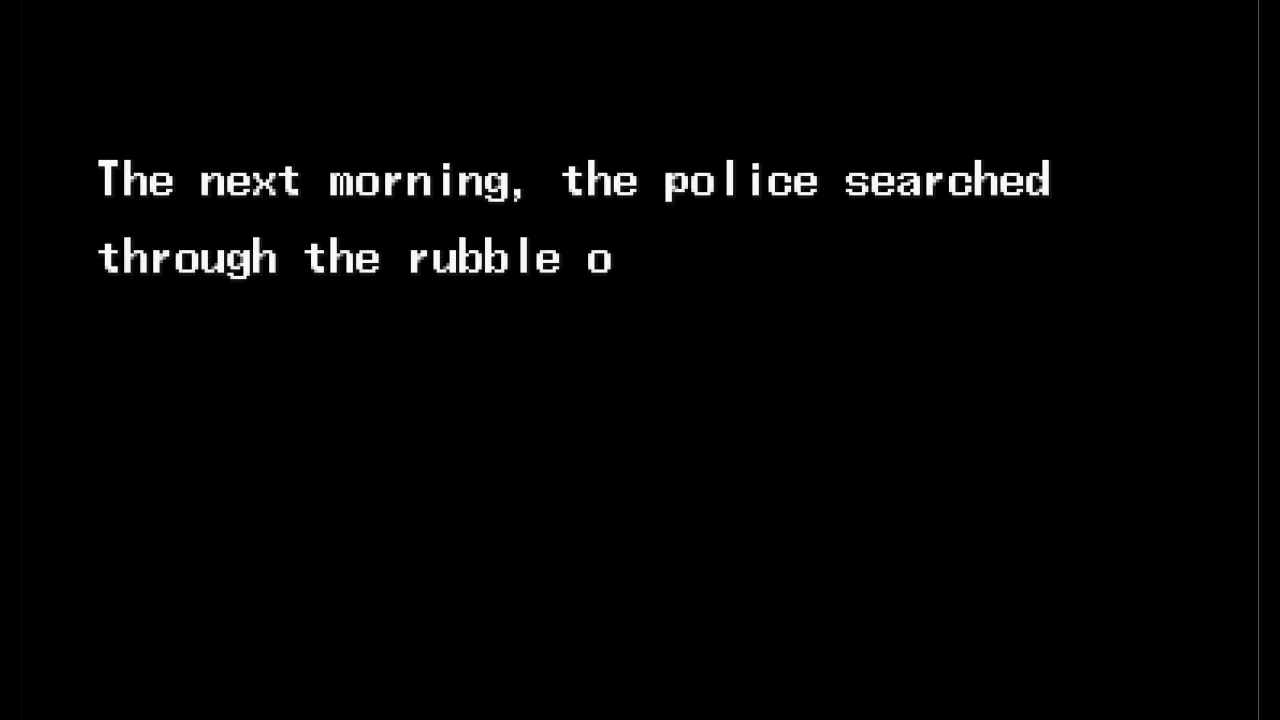 The next morning, the police searched
through the rubble o